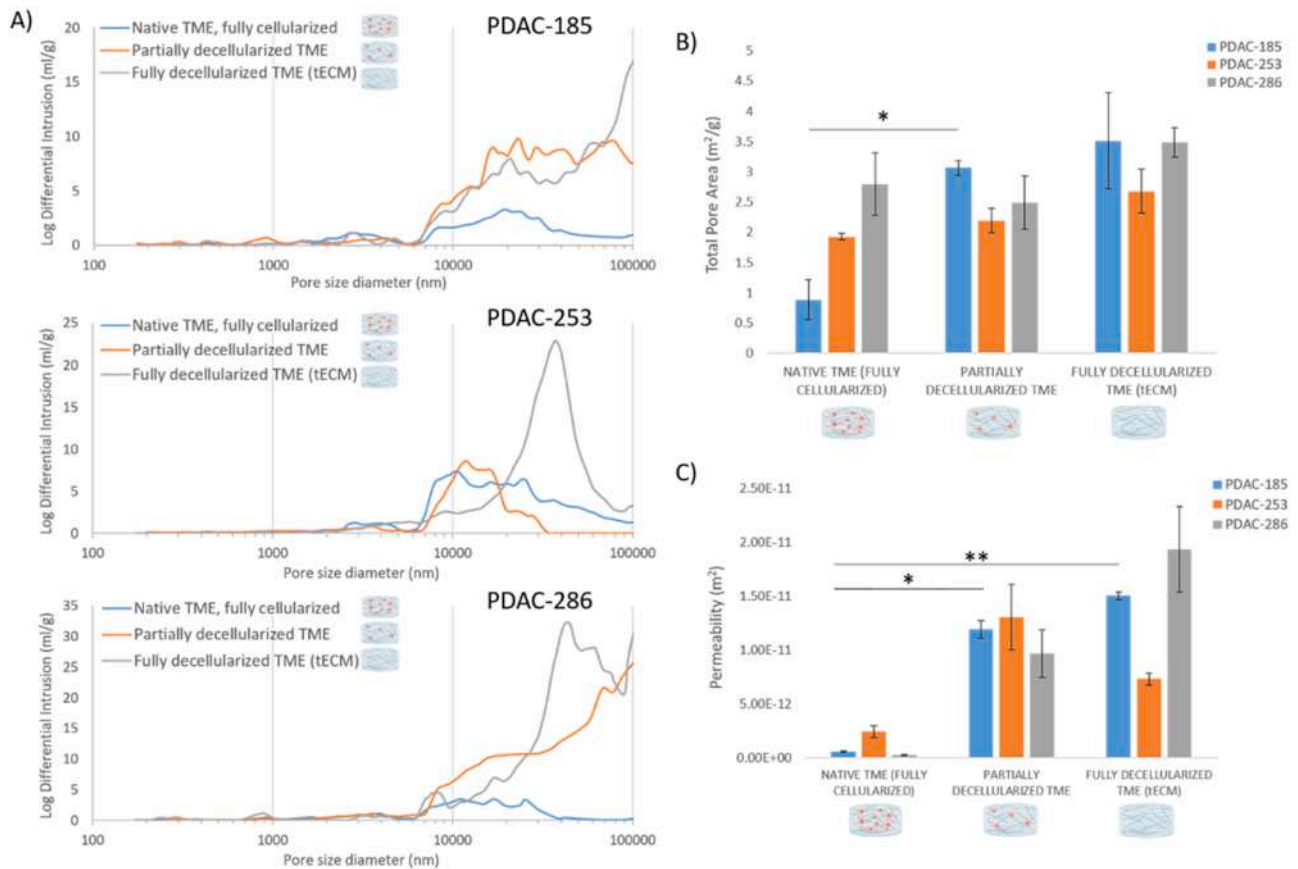 A)
PDAC-185
Native TME, fully cellularized
Partially decellularized TME
Fully decellularized TME (tECM)
Log Differential Intrusion (ml/g)
20
15
10
5
0
100
1000
10000
100000
Pore size diameter (nm)
PDAC-253
Native TME, fully cellularized
Partially decellularized TME
Fully decellularized TME (tECM)
Log Differential Intrusion (ml/g)
25
20
15
10
5
0
100
1000
10000
100000
Pore size diameter (nm)
PDAC-286
Native TME, fully cellularized
Partially decellularized TME
Fully decellularized TME (tECM)
Log Differential Intrusion (ml/g)
35
30
25
20
15
10
5
0
100
1000
10000
100000
Pore size diameter (nm)
B)
PDAC-185
PDAC-253
PDAC-286
Total Pore Area (m²/g)
5
4.5
4
3.5
3
2.5
2
1.5
1
0.5
0
*
NATIVE TME (FULLY
CELLULARIZED)
PARTIALLY
DECELLULARIZED TME
FULLY DECELLULARIZED
TME (tECM)
C)
PDAC-185
PDAC-253
PDAC-286
Permeability (m²)
2.50E-11
2.00E-11
1.50E-11
1.00E-11
5.00E-12
0.00E+00
**
*
NATIVE TME (FULLY
CELLULARIZED)
PARTIALLY
DECELLULARIZED TME
FULLY DECELLULARIZED
TME (tECM)